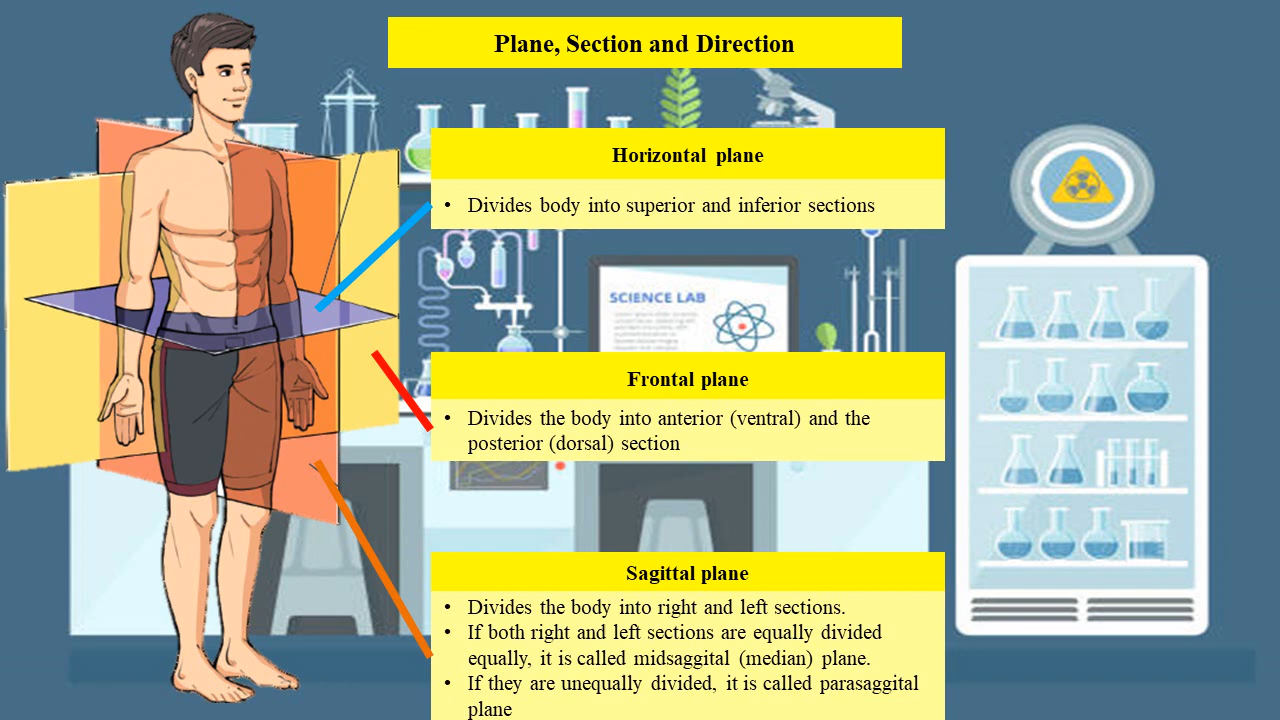 Plane, Section and Direction
Horizontal plane
• Divides body into superior and inferior sections
SCIENCE LAB
Frontal plane
• Divides the body into anterior (ventral) and the
posterior (dorsal) section
Sagittal plane
• Divides the body into right and left sections.
• If both right and left sections are equally divided
equally, it is called midsaggital (median) plane.
• If they are unequally divided, it is called parasaggital
plane